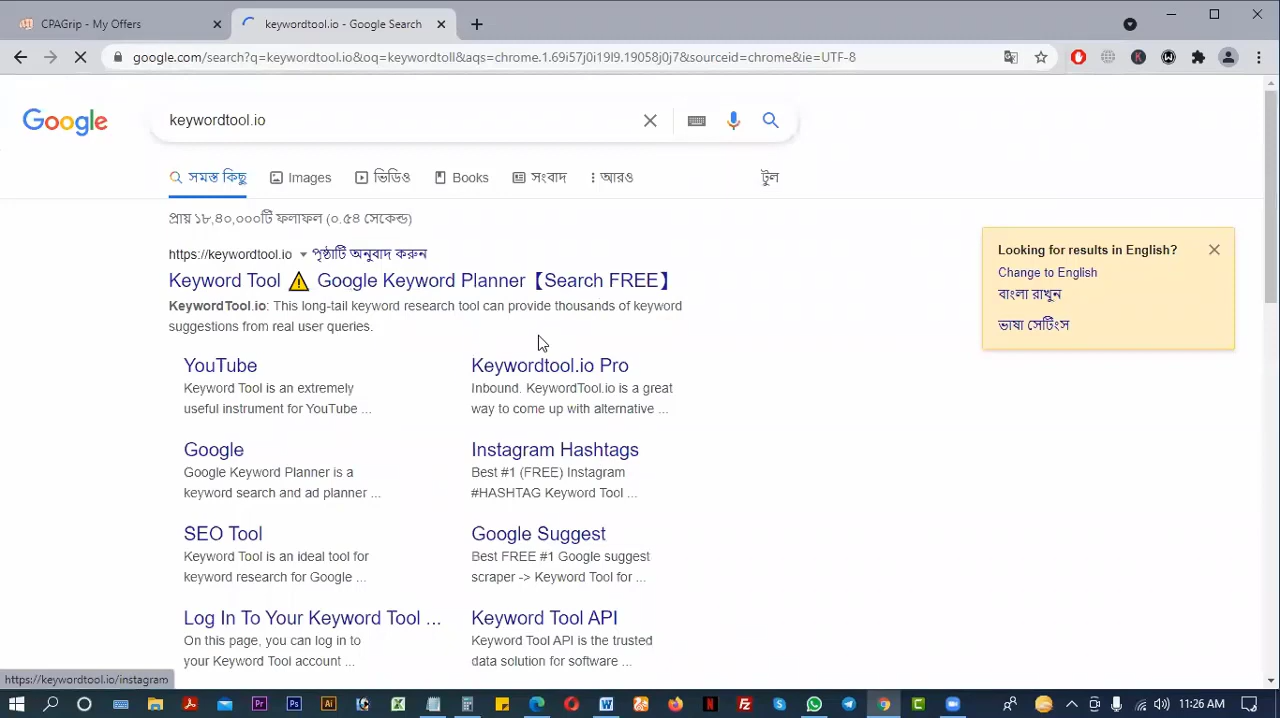 CPAGrip - My Offers
keywordtool.io - Google Search
google.com/search?q=keywordtool.io&oq=keywordtoll&aqs=chrome.1.69i57j0i19l9.19058j0j7&sourceid=chrome&ie=UTF-8
Google
keywordtool.io
সমস্ত কিছু
Images
ভিডিও
Books
সংবাদ
আরও
টুল
প্রায় ১৮,৪০,০০০টি ফলাফল (০.৫৪ সেকেন্ড)
https://keywordtool.io পৃষ্ঠাটি অনুবাদ করুন
Keyword Tool ⚠ Google Keyword Planner【Search FREE】
KeywordTool.io: This long-tail keyword research tool can provide thousands of keyword
suggestions from real user queries.
YouTube
Keyword Tool is an extremely
useful instrument for YouTube ...
Keywordtool.io Pro
Inbound. KeywordTool.io is a great
way to come up with alternative ...
Google
Google Keyword Planner is a
keyword search and ad planner ...
Instagram Hashtags
Best #1 (FREE) Instagram
#HASHTAG Keyword Tool ...
SEO Tool
Keyword Tool is an ideal tool for
keyword research for Google ...
Google Suggest
Best FREE #1 Google suggest
scraper -> Keyword Tool for ...
Log In To Your Keyword Tool ...
On this page, you can log in to
your Keyword Tool account ...
Keyword Tool API
Keyword Tool API is the trusted
data solution for software ...
Looking for results in English?
Change to English
বাংলা রাখুন
ভাষা সেটিংস
https://keywordtool.io/instagram
11:26 AM